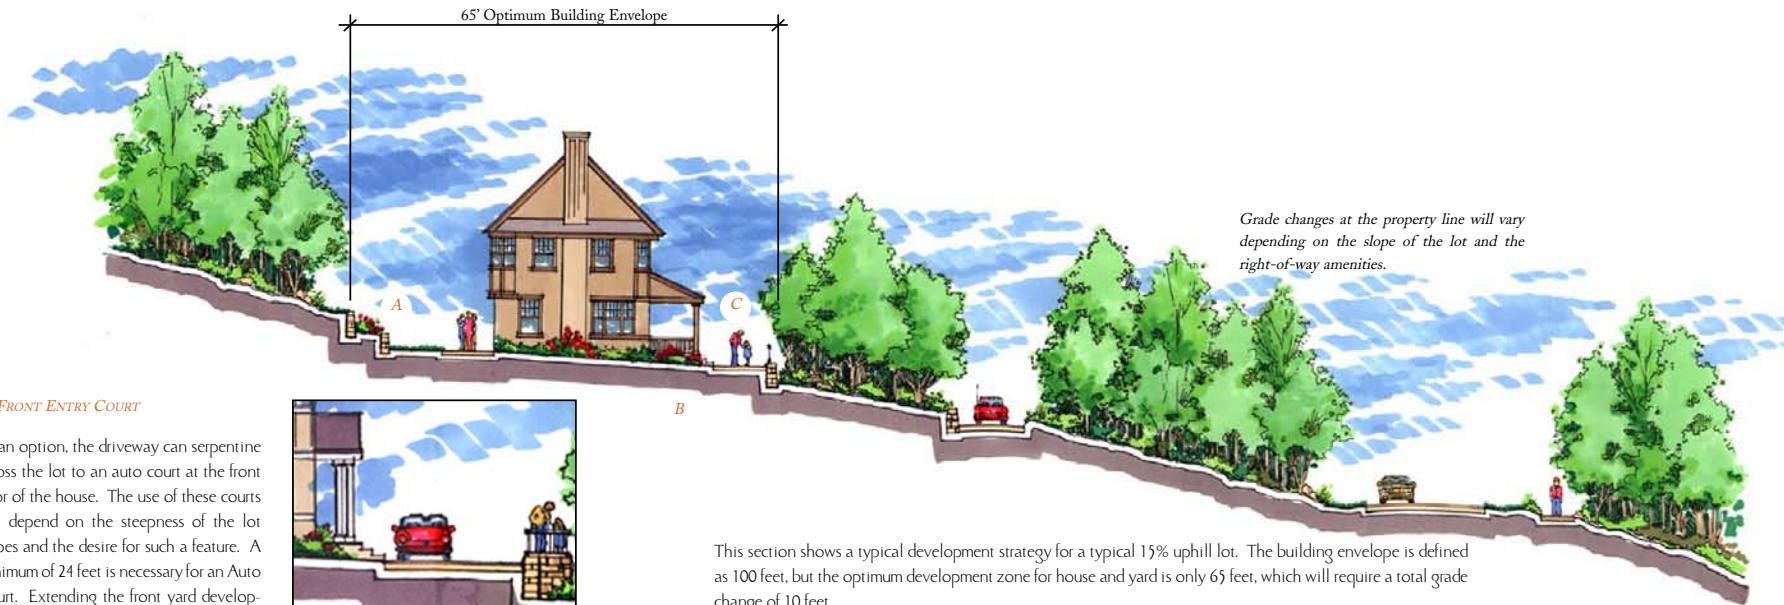 65' Optimum Building Envelope
Grade changes at the property line will vary
depending on the slope of the lot and the
right-of-way amenities.
A
C
B
FRONT ENTRY COURT
an option, the driveway can serpentine
oss the lot to an auto court at the front
or of the house. The use of these courts
depend on the steepness of the lot
pes and the desire for such a feature. A
nimum of 24 feet is necessary for an Auto
urt. Extending the front yard develop-
This section shows a typical development strategy for a typical 15% uphill lot. The building envelope is defined
as 100 feet, but the optimum development zone for house and yard is only 65 feet, which will require a total grade
change of 10 feet